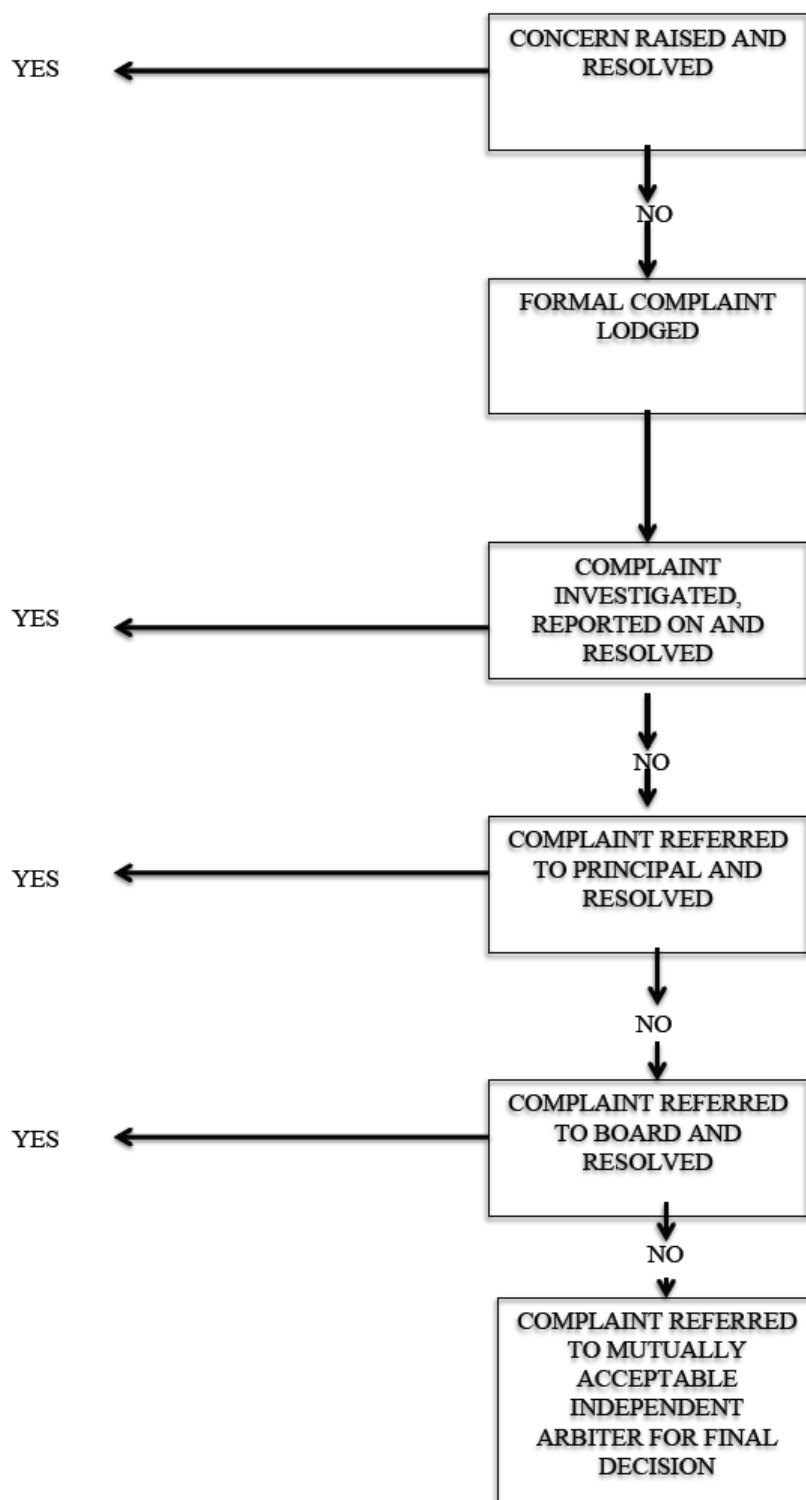 CONCERN RAISED AND
RESOLVED
YES
NO
FORMAL COMPLAINT
LODGED
COMPLAINT
INVESTIGATED,
REPORTED ON AND
RESOLVED
YES
NO
COMPLAINT REFERRED
TO PRINCIPAL AND
RESOLVED
YES
NO
COMPLAINT REFERRED
TO BOARD AND
RESOLVED
YES
NO
COMPLAINT REFERRED
TO MUTUALLY
ACCEPTABLE
INDEPENDENT
ARBITER FOR FINAL
DECISION